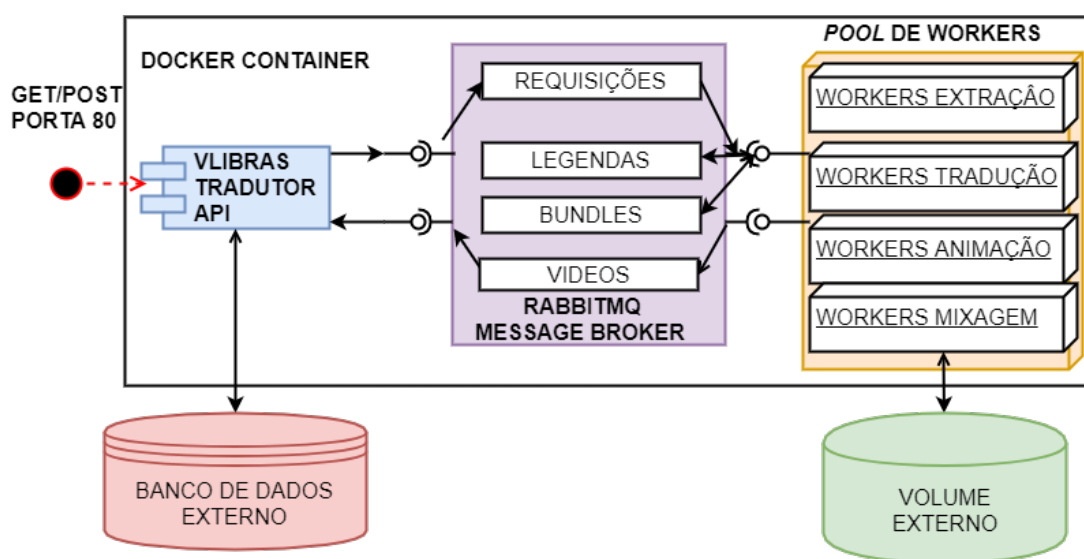 POOL DE WORKERS
DOCKER CONTAINER
GET/POST
PORTA 80
VLIBRAS
TRADUTOR
API
REQUISIÇÕES
LEGENDAS
BUNDLES
VIDEOS
RABBITMQ
MESSAGE BROKER
WORKERS EXTRAÇÂO
WORKERS TRADUÇÃO
WORKERS ANIMAÇÃO
WORKERS MIXAGEM
BANCO DE DADOS
EXTERNO
VOLUME
EXTERNO